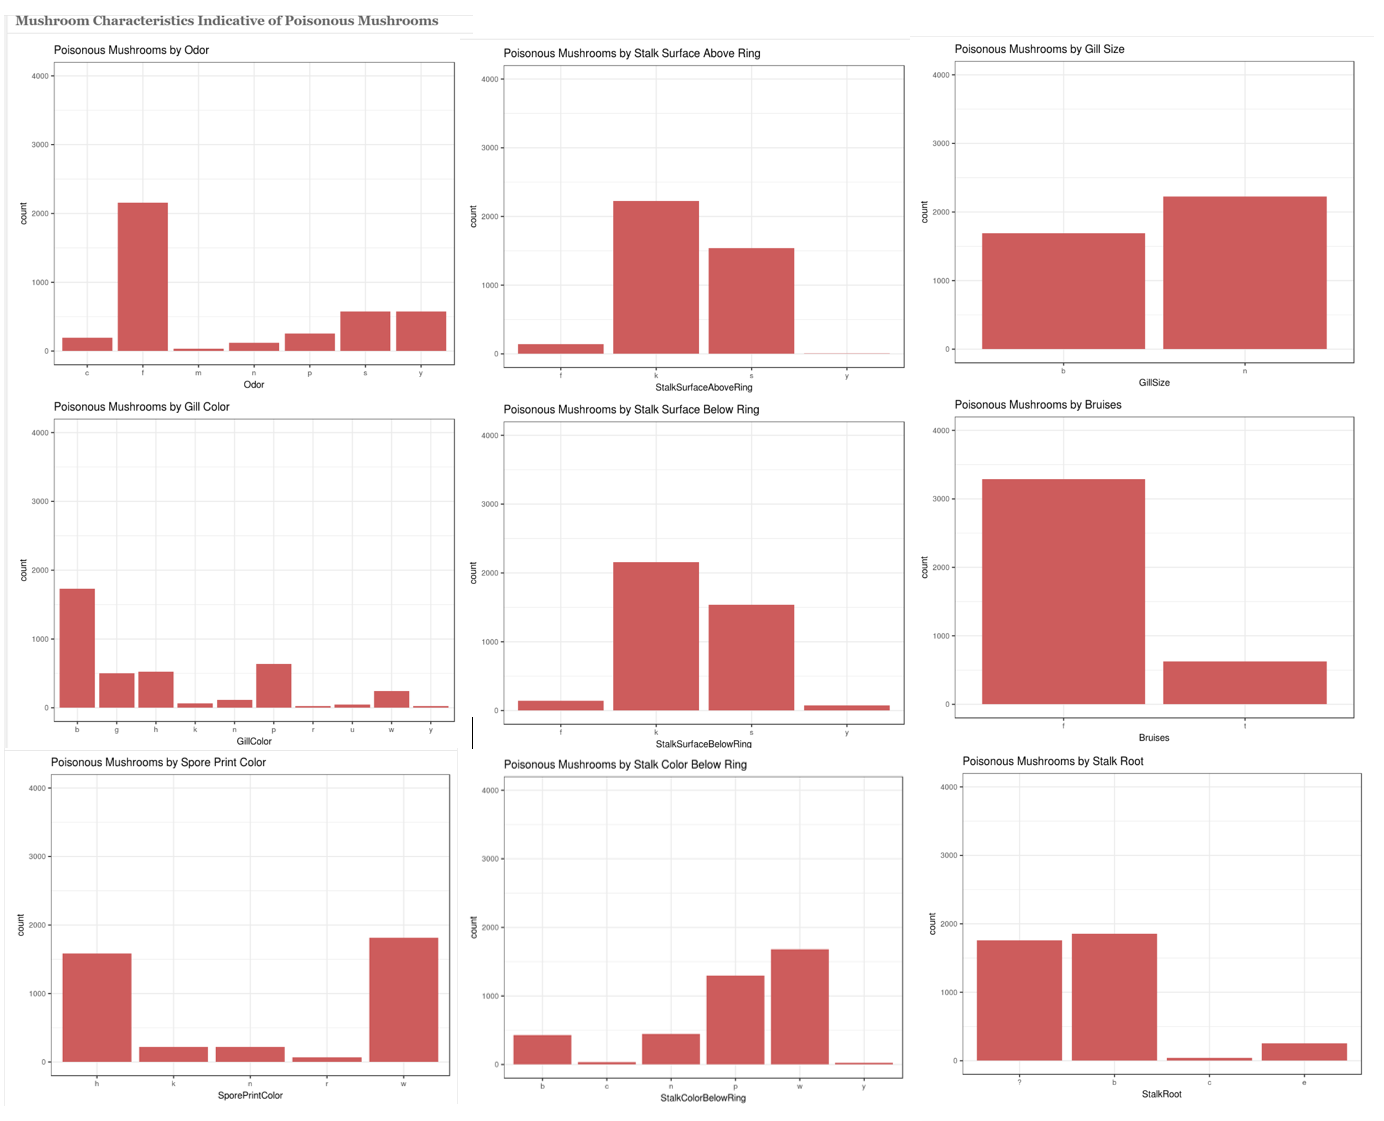 Mushroom Characteristics Indicative of Poisonous Mushrooms
Poisonous Mushrooms by Odor
4000
3000
2000
1000
0
count
c f m n p s y
Odor
Poisonous Mushrooms by Stalk Surface Above Ring
4000
3000
2000
1000
0
count
f k s y
StalkSurfaceAboveRing
Poisonous Mushrooms by Gill Size
4000
3000
2000
1000
0
count
b n
GillSize
Poisonous Mushrooms by Gill Color
4000
3000
2000
1000
0
count
b g h k n p r u w y
GillColor
Poisonous Mushrooms by Stalk Surface Below Ring
4000
3000
2000
1000
0
count
f k s y
StalkSurfaceBelowRing
Poisonous Mushrooms by Bruises
4000
3000
2000
1000
0
count
f t
Bruises
Poisonous Mushrooms by Spore Print Color
4000
3000
2000
1000
0
count
h k n r w
SporePrintColor
Poisonous Mushrooms by Stalk Color Below Ring
4000
3000
2000
1000
0
count
b c n p w y
StalkColorBelowRing
Poisonous Mushrooms by Stalk Root
4000
3000
2000
1000
0
count
? b c e
StalkRoot